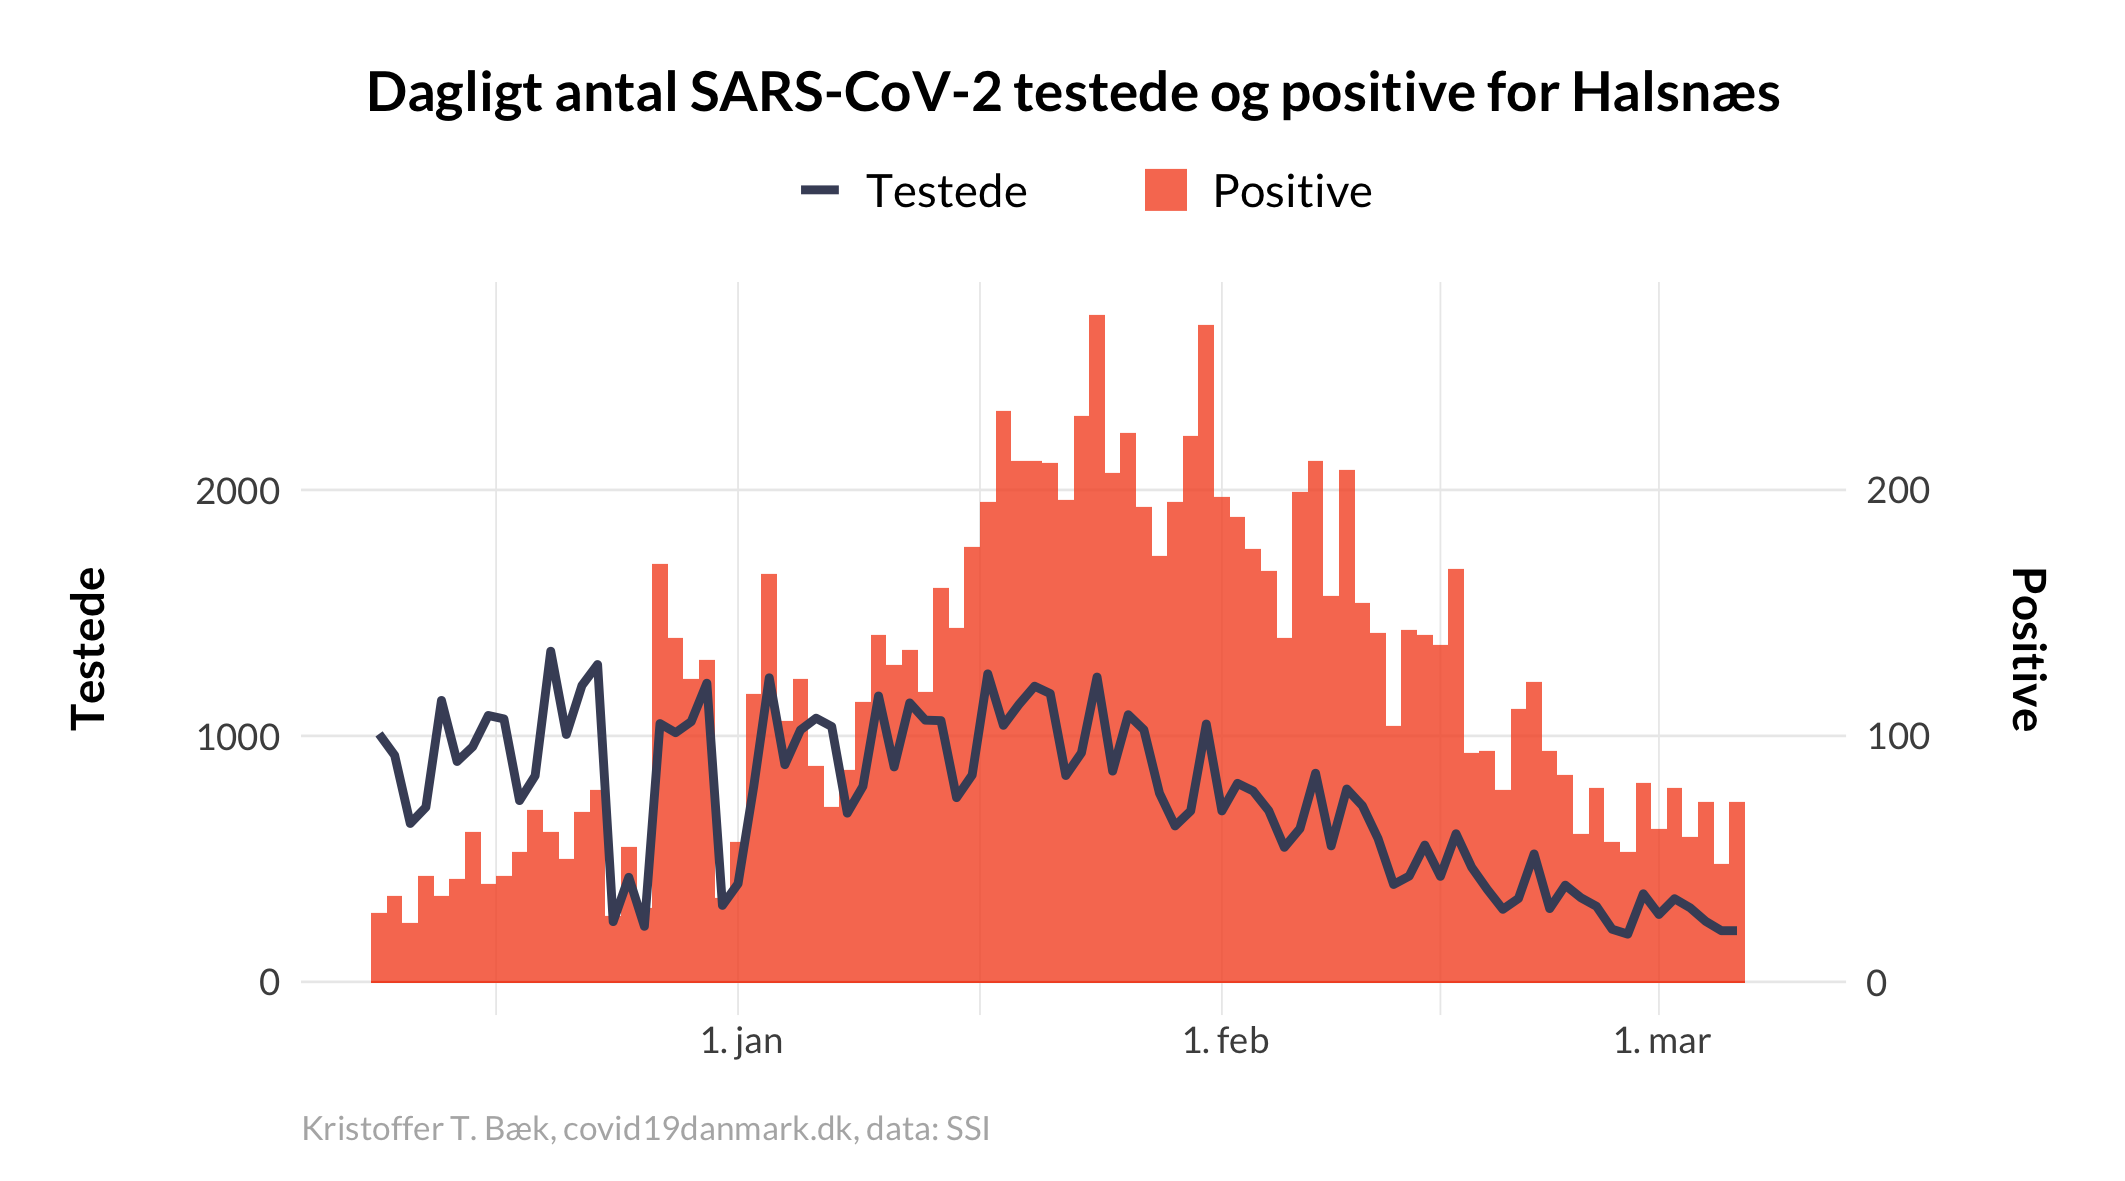 Dagligt antal SARS-CoV-2 testede og positive for Halsnæs
Testede
Positive
2000
1000
0
Testede
200
100
0
Positive
1. jan
1. feb
1. mar
Kristoffer T. Bæk, covid19danmark.dk, data: SSI